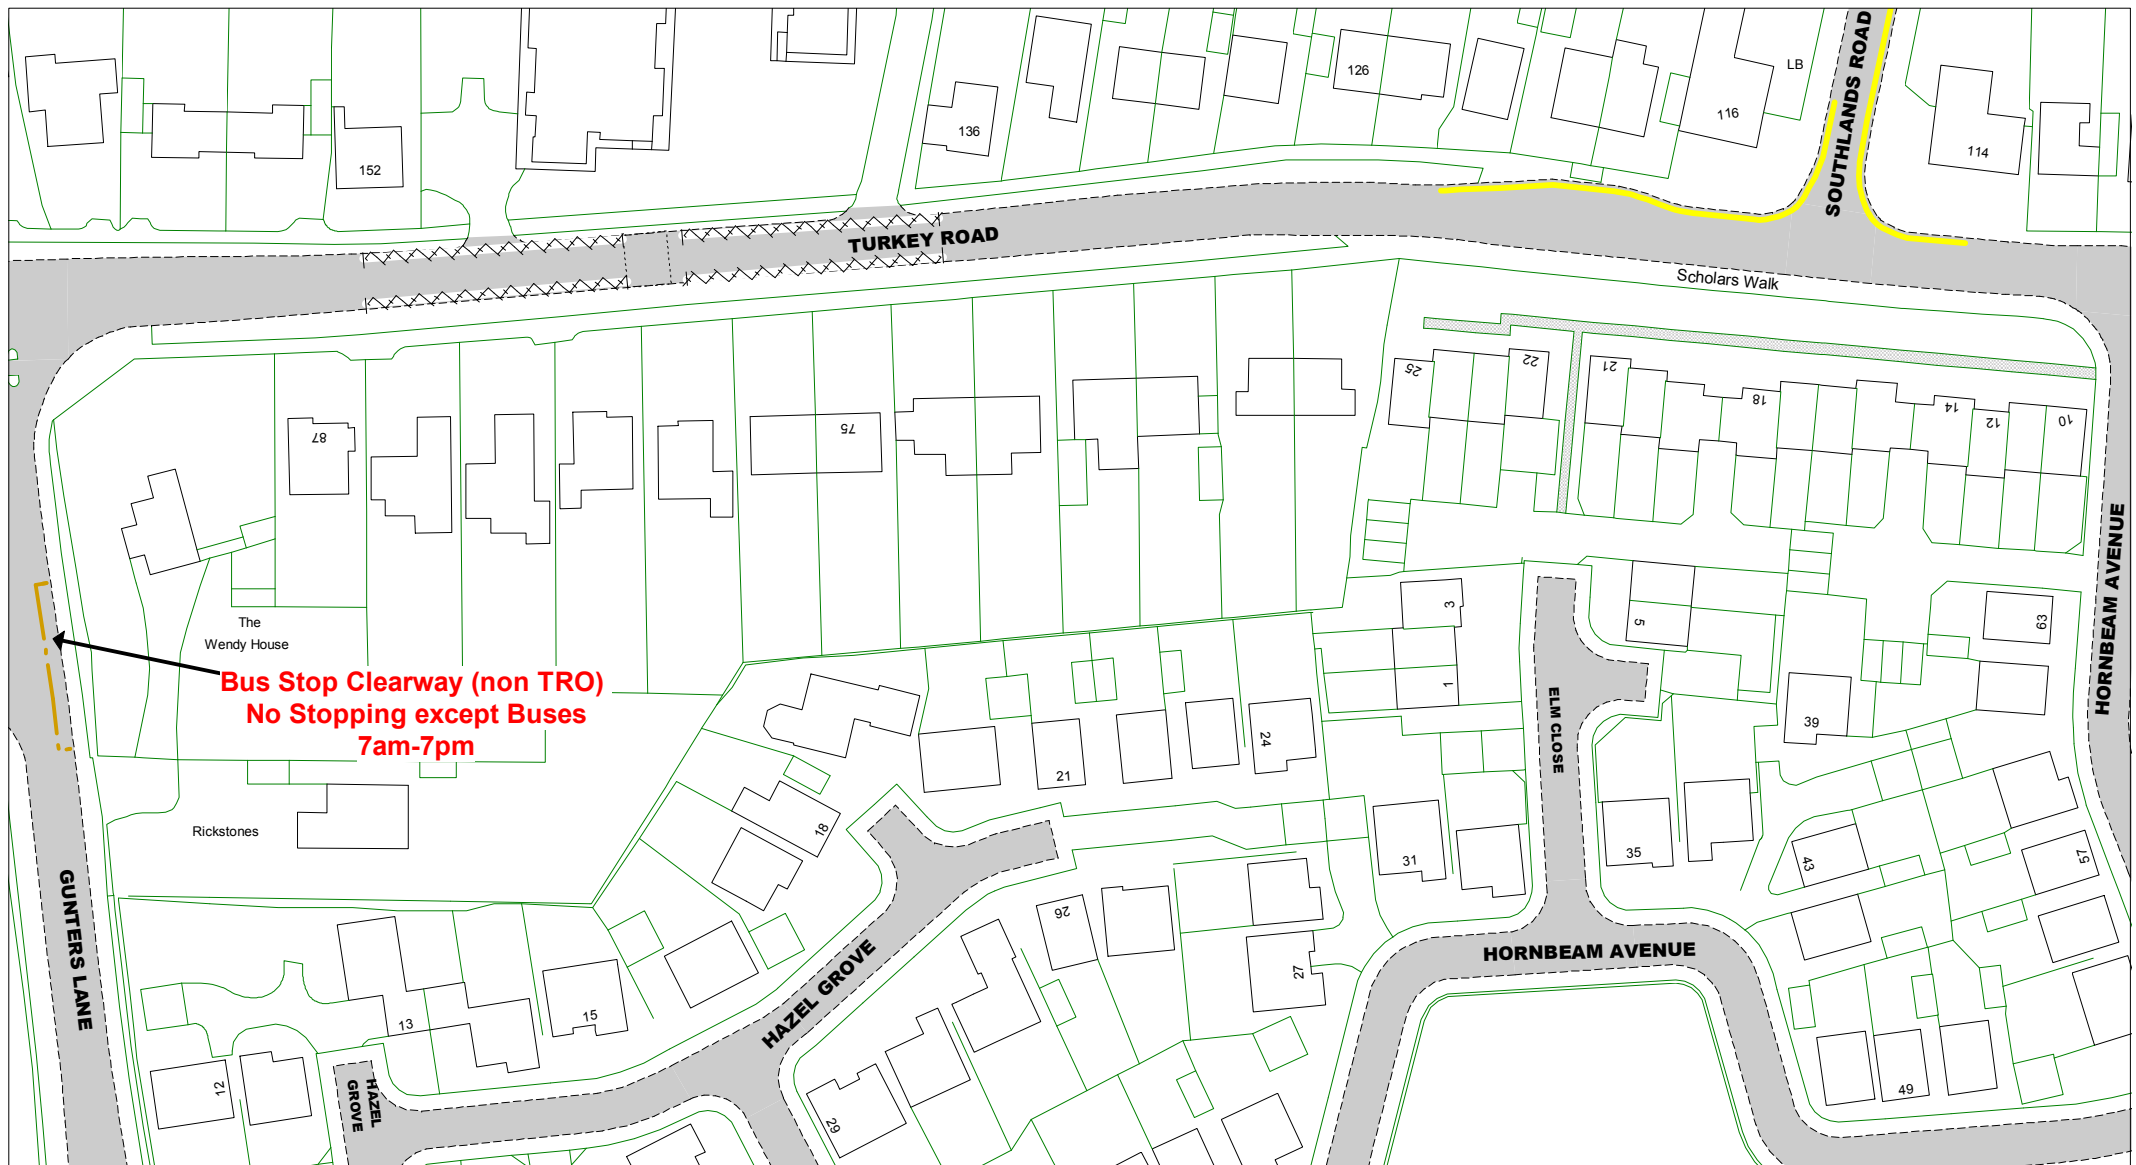 SOUTHLANDS ROAD
LB
126
116
136
114
152
TURKEY ROAD
Scholars Walk
25
22
21
18
14
12
10
87
75
HORNBEAM AVENUE
3
5
63
The
Wendy House
Bus Stop Clearway (non TRO)
No Stopping except Buses
7am-7pm
1
ELM CLOSE
39
24
21
18
Rickstones
31
35
43
57
GUNTERS LANE
26
HAZEL GROVE
HORNBEAM AVENUE
27
13
15
12
HAZEL
GROVE
49
29